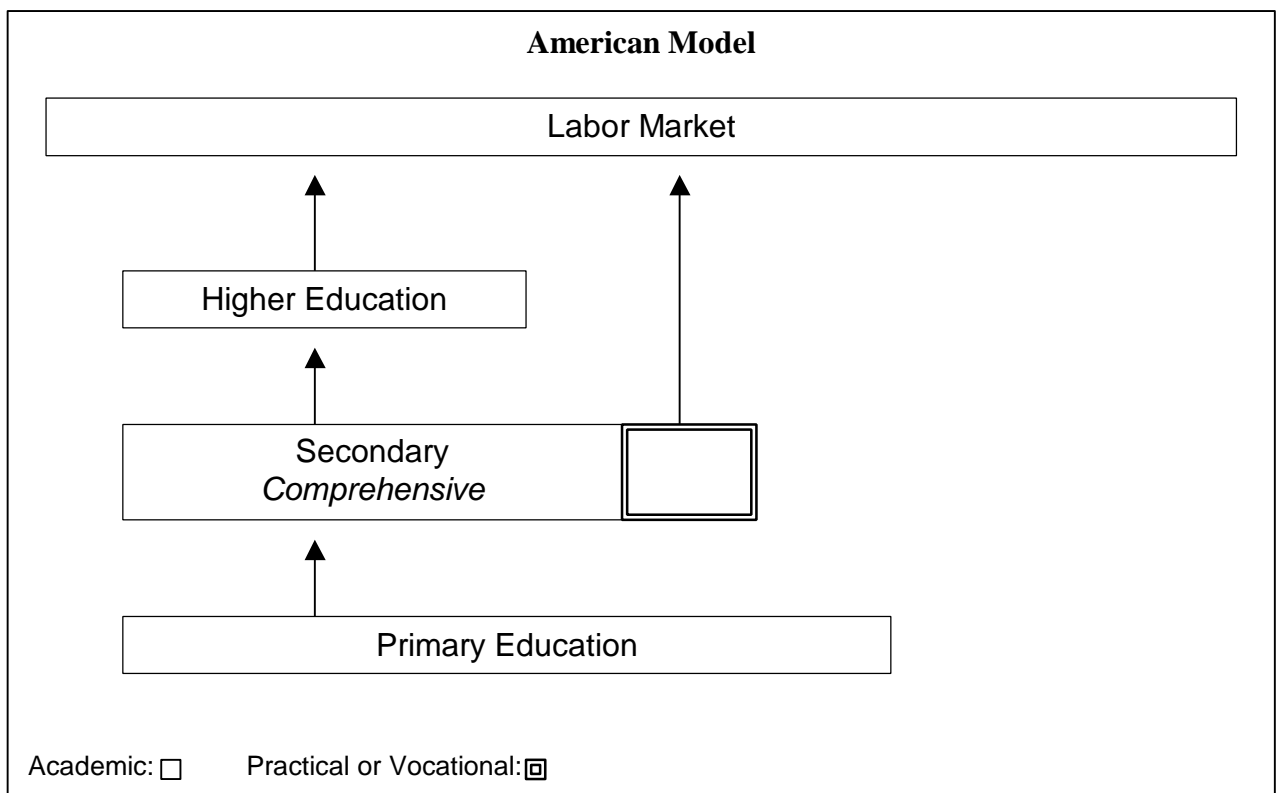 American Model
Labor Market
Higher Education
Secondary
Comprehensive
Primary Education
Academic:
Practical or Vocational: